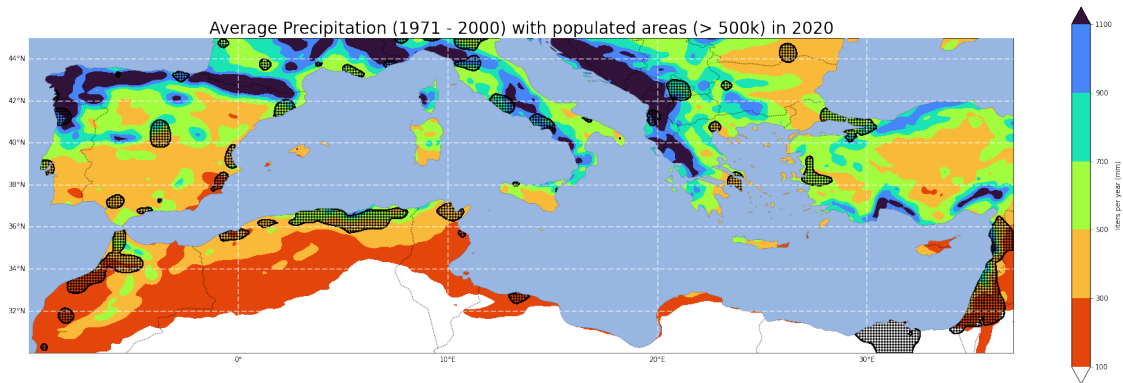 Average Precipitation (1971 - 2000) with populated areas (> 500k) in 2020
44°N
42°N
40°N
38°N
36°N
34°N
32°N
0°
10°E
20°E
30°E
1100
900
700
500
300
100
liters per year (mm)